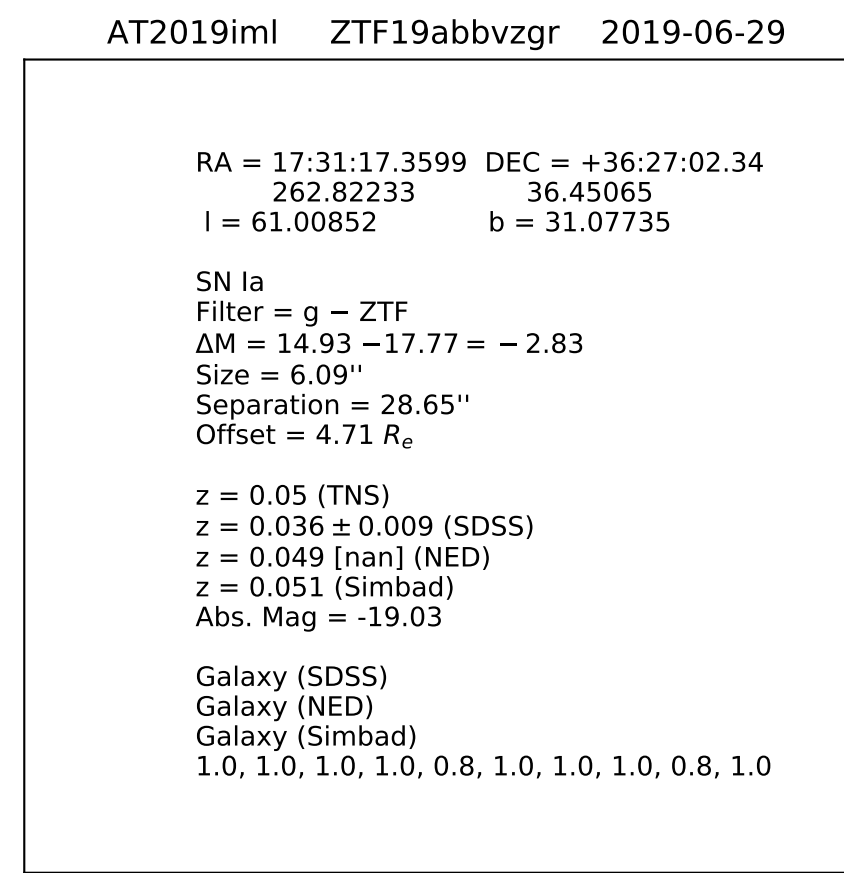 AT2019iml ZTF19abbvzgr 2019-06-29
RA = 17:31:17.3599 DEC = +36:27:02.34
262.82233 36.45065
l = 61.00852 b = 31.07735
SN Ia
Filter = g − ZTF
ΔM = 14.93 −17.77 = − 2.83
Size = 6.09''
Separation = 28.65''
Offset = 4.71 Re
z = 0.05 (TNS)
z = 0.036 ± 0.009 (SDSS)
z = 0.049 [nan] (NED)
z = 0.051 (Simbad)
Abs. Mag = -19.03
Galaxy (SDSS)
Galaxy (NED)
Galaxy (Simbad)
1.0, 1.0, 1.0, 1.0, 0.8, 1.0, 1.0, 1.0, 0.8, 1.0